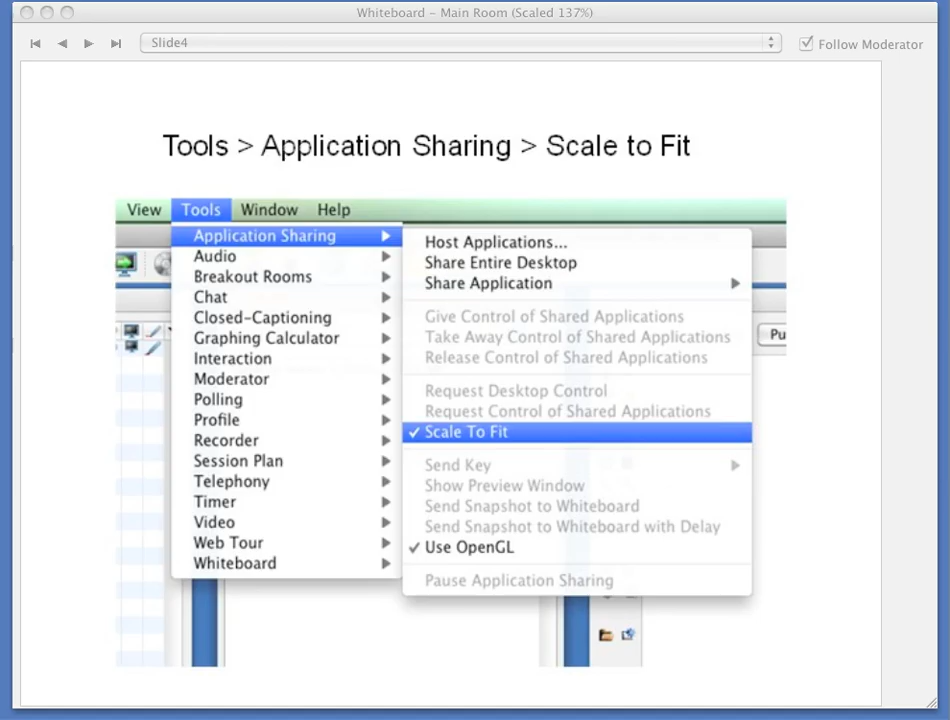 Whiteboard – Main Room (Scaled 137%)
Slide4
Follow Moderator
Tools > Application Sharing > Scale to Fit
View Tools Window Help
Application Sharing
Audio
Breakout Rooms
Chat
Closed-Captioning
Graphing Calculator
Interaction
Moderator
Polling
Profile
Recorder
Session Plan
Telephony
Timer
Video
Web Tour
Whiteboard
Host Applications...
Share Entire Desktop
Share Application
Give Control of Shared Applications
Take Away Control of Shared Applications
Release Control of Shared Applications
Request Desktop Control
Request Control of Shared Applications
Scale To Fit
Send Key
Show Preview Window
Send Snapshot to Whiteboard
Send Snapshot to Whiteboard with Delay
Use OpenGL
Pause Application Sharing
Pu